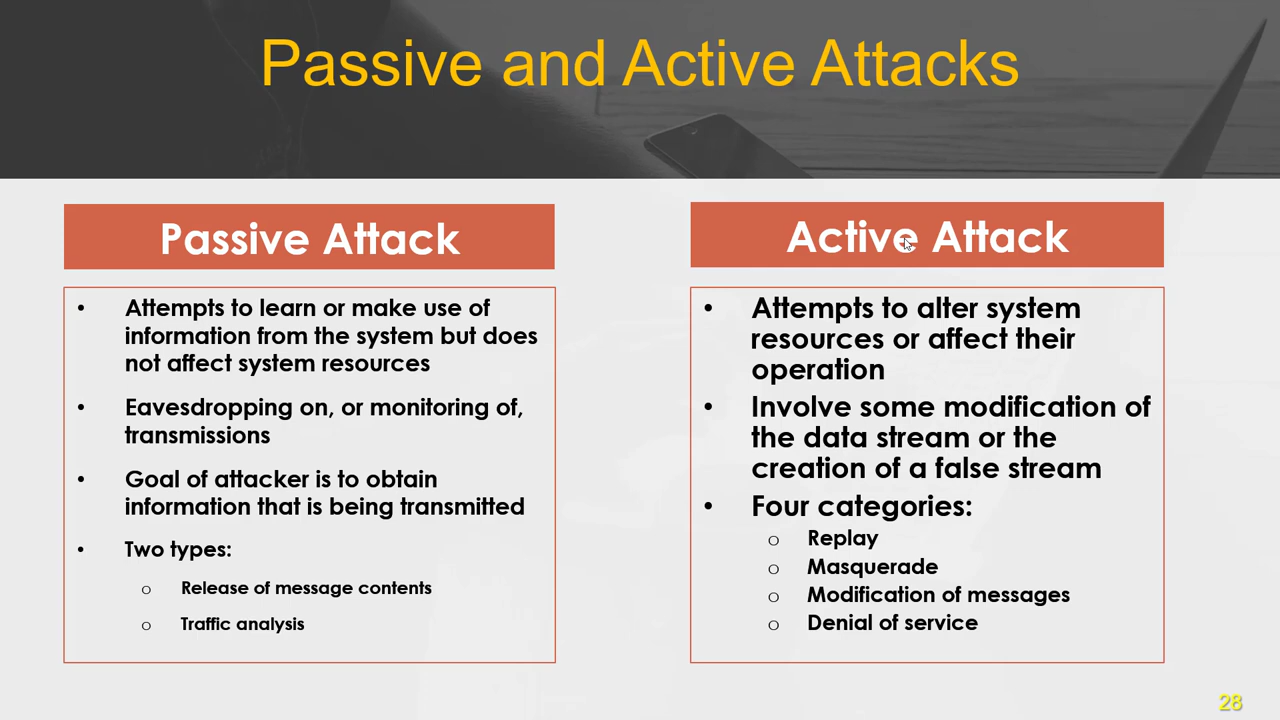 Passive and Active Attacks
Passive Attack
• Attempts to learn or make use of
information from the system but does
not affect system resources
• Eavesdropping on, or monitoring of,
transmissions
• Goal of attacker is to obtain
information that is being transmitted
• Two types:
o Release of message contents
o Traffic analysis
Active Attack
• Attempts to alter system
resources or affect their
operation
• Involve some modification of
the data stream or the
creation of a false stream
• Four categories:
o Replay
o Masquerade
o Modification of messages
o Denial of service
28